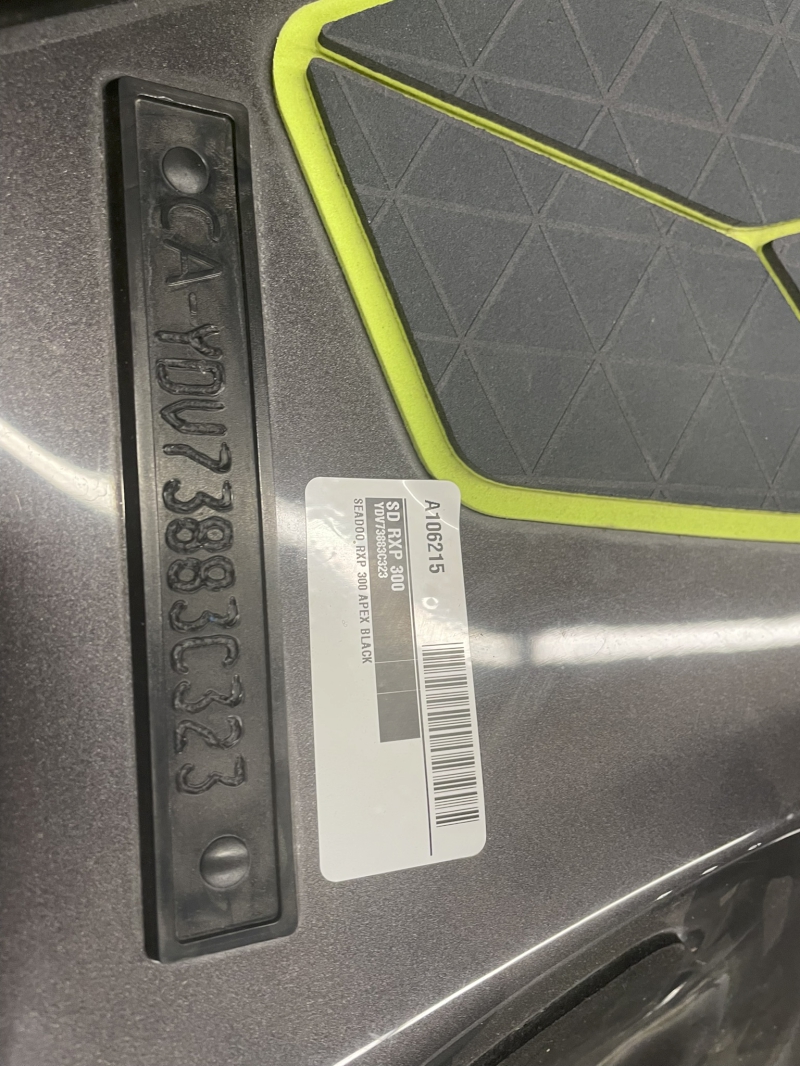 A106215
SD RXP 300
YDV73883C323
SEADOO RXP 300 APEX BLACK
CA-YDV73883C323